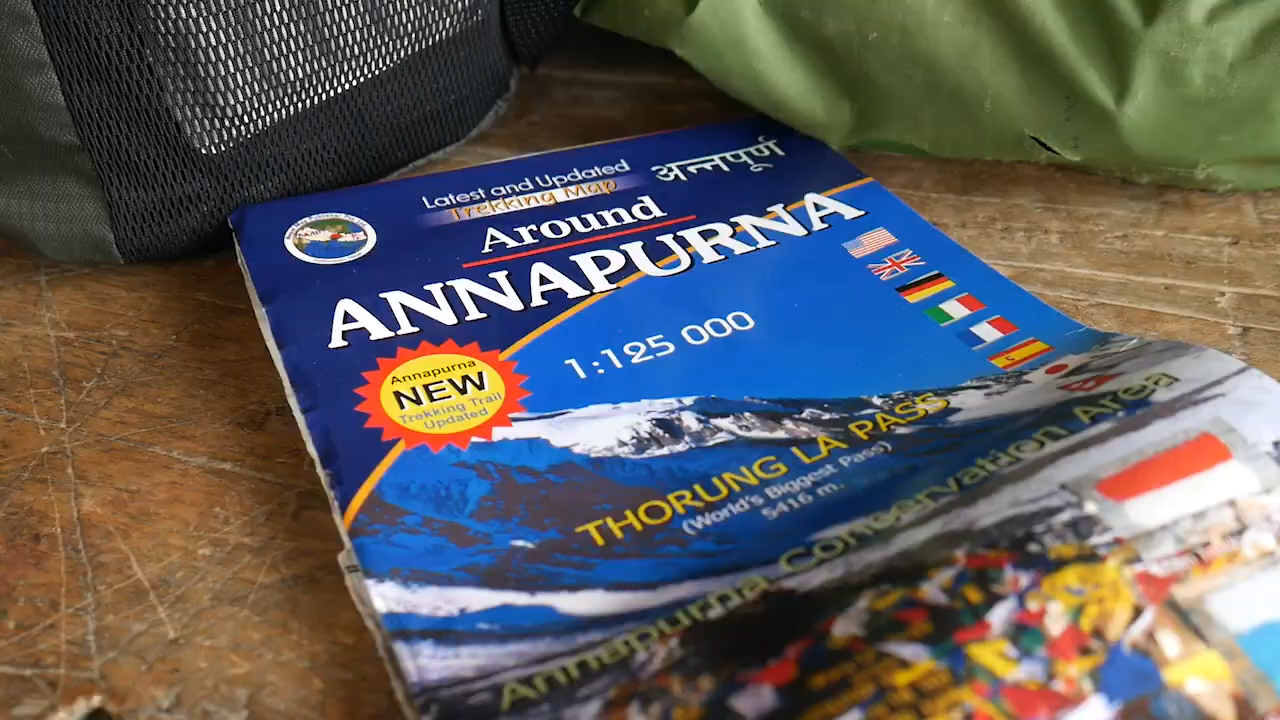 Latest and Updated
Trekking Map
अन्नपूर्ण
Around
ANNAPURNA
1:125 000
Annapurna
NEW
Trekking Trail
Updated
THORUNG LA PASS
(World's Biggest Pass)
5416 m.
Annapurna Conservation Area